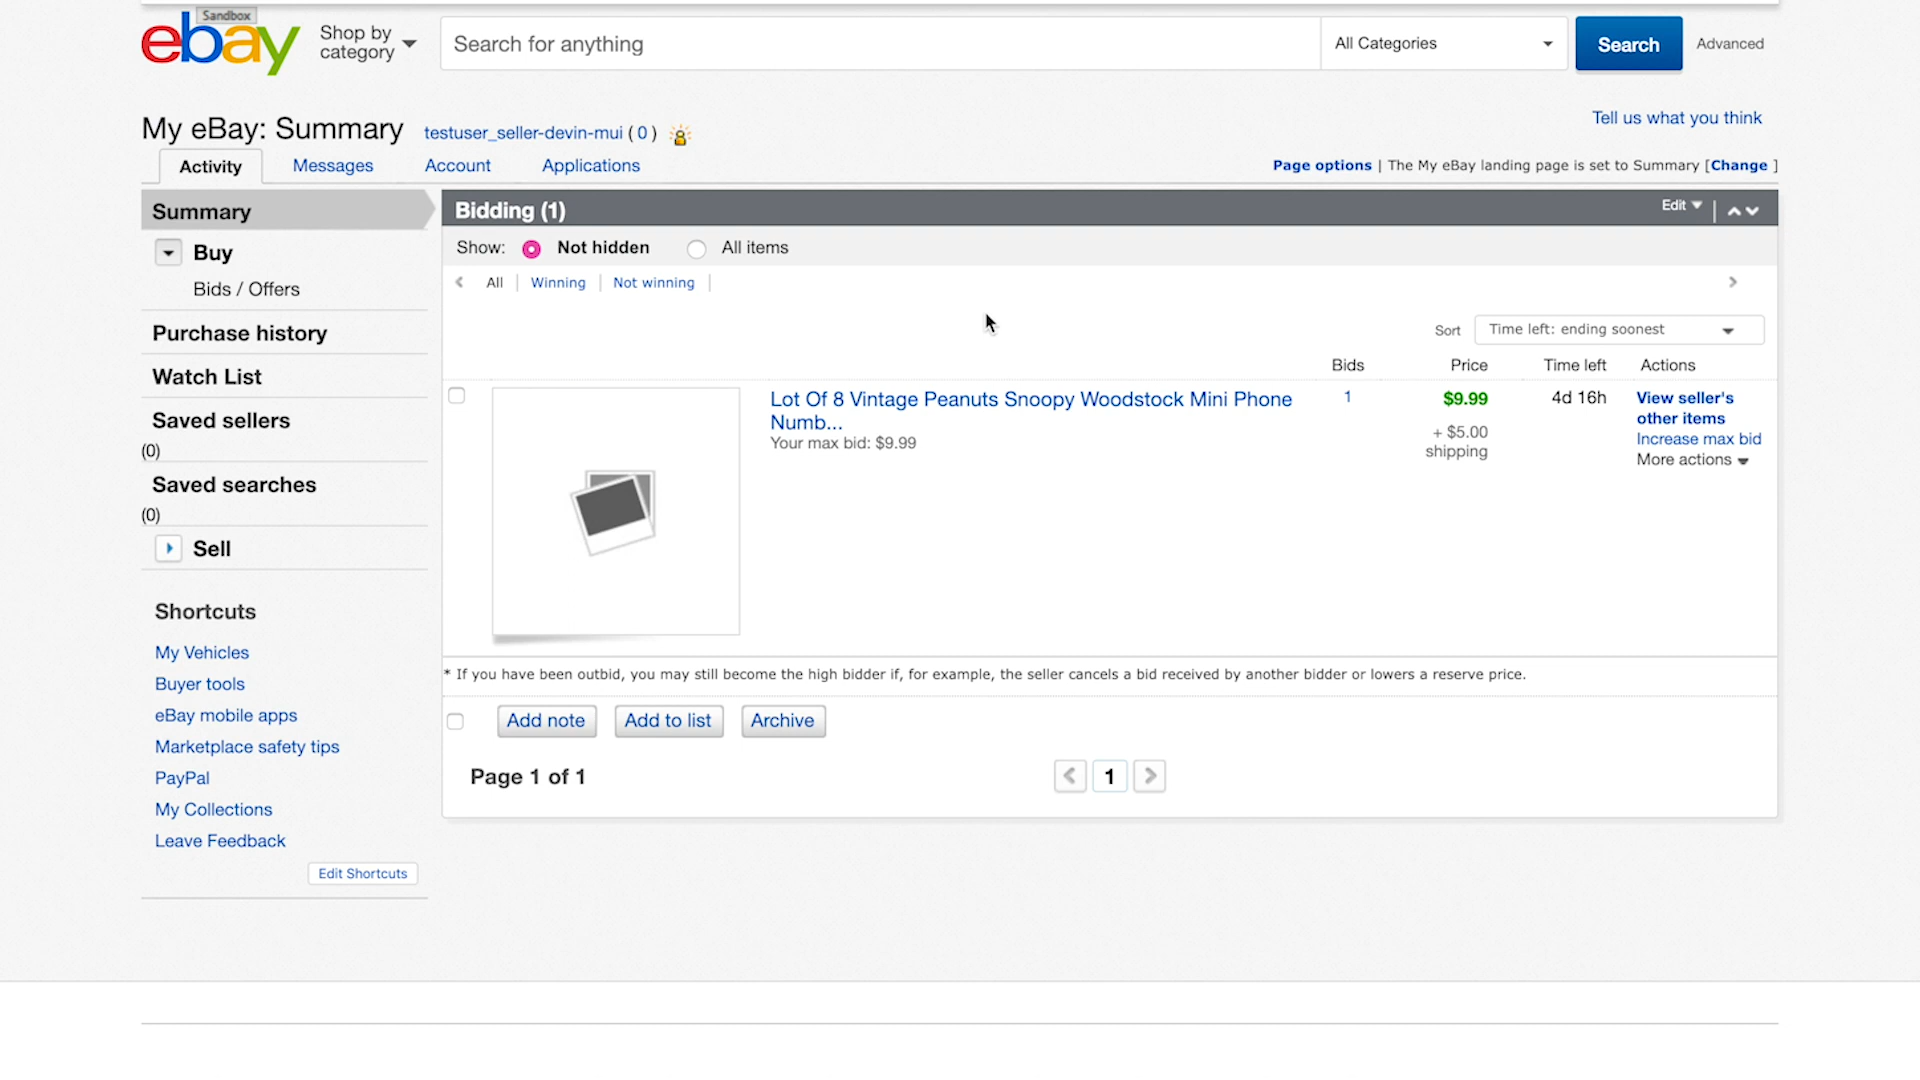 Sandbox
ebay
Shop by
category
Search for anything
All Categories
Search
Advanced
Tell us what you think
My eBay: Summary testuser_seller-devin-mui ( 0 )
Activity Messages Account Applications
Page options | The My eBay landing page is set to Summary [Change ]
Summary
Buy
Bids / Offers
Purchase history
Watch List
Saved sellers
(0)
Saved searches
(0)
Sell
Shortcuts
My Vehicles
Buyer tools
eBay mobile apps
Marketplace safety tips
PayPal
My Collections
Leave Feedback
Edit Shortcuts
Bidding (1)
Edit
Show: Not hidden All items
All | Winning | Not winning |
Sort Time left: ending soonest
Bids Price Time left Actions
Lot Of 8 Vintage Peanuts Snoopy Woodstock Mini Phone
Numb...
Your max bid: $9.99
1
$9.99
+ $5.00
shipping
4d 16h
View seller's
other items
Increase max bid
More actions
* If you have been outbid, you may still become the high bidder if, for example, the seller cancels a bid received by another bidder or lowers a reserve price.
Add note Add to list Archive
Page 1 of 1
1